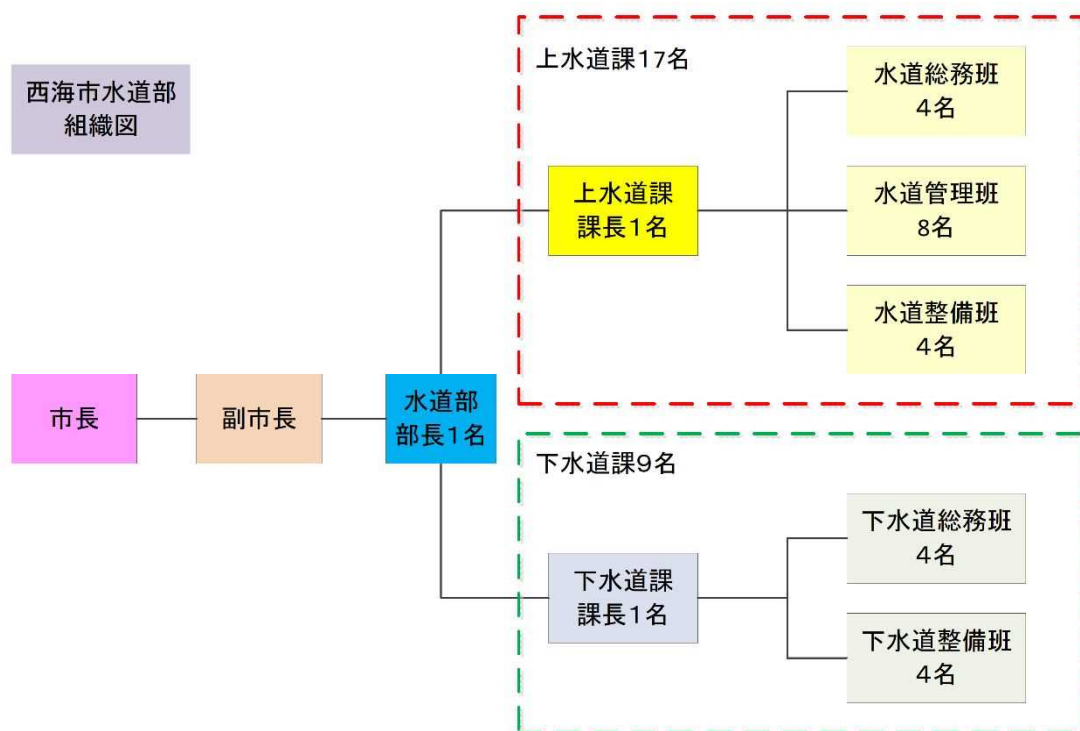 西海市水道部
組織図
上水道課17名
水道総務班
4名
上水道課
課長1名
水道管理班
8名
水道整備班
4名
市長
副市長
水道部
部長1名
下水道課9名
下水道総務班
4名
下水道課
課長1名
下水道整備班
4名